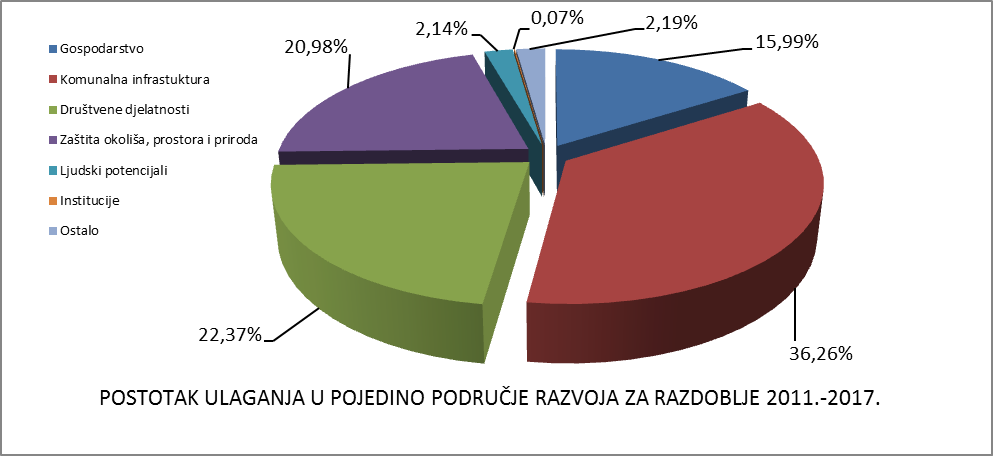 2,14%
0,07%
2,19%
20,98%
15,99%
Gospodarstvo
Komunalna infrastuktura
Društvene djelatnosti
Zaštita okoliša, prostora i priroda
Ljudski potencijali
Institucije
Ostalo
22,37%
36,26%
POSTOTAK ULAGANJA U POJEDINO PODRUČJE RAZVOJA ZA RAZDOBLJE 2011.-2017.